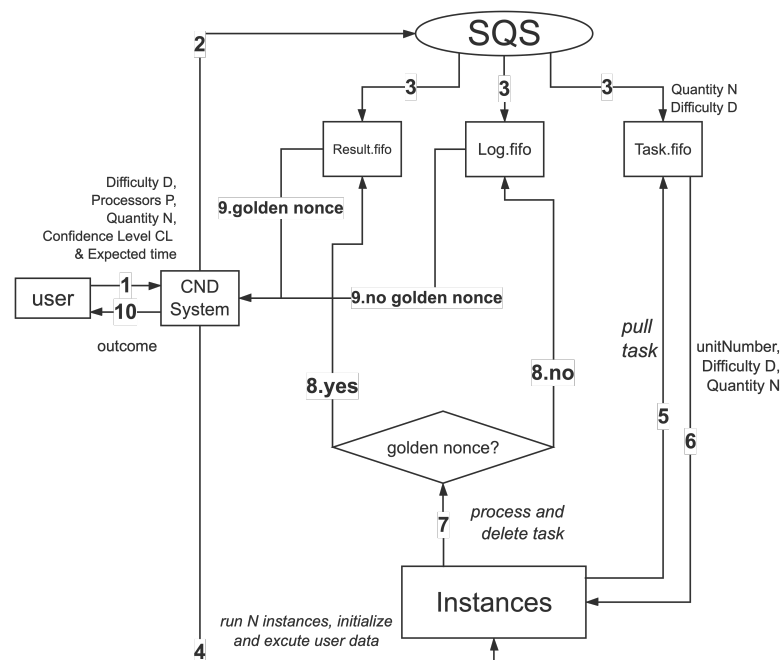 SQS
2
3
3
3
Quantity N
Difficulty D
Result.fifo
Log.fifo
Task.fifo
Difficulty D,
Processors P,
Quantity N,
Confidence Level CL
& Expected time
9.golden nonce
user
1
10
CND
System
9.no golden nonce
outcome
pull
task
unitNumber,
Difficulty D,
Quantity N
8.yes
8.no
5
6
golden nonce?
7
process and
delete task
Instances
run N instances, initialize
and excute user data
4